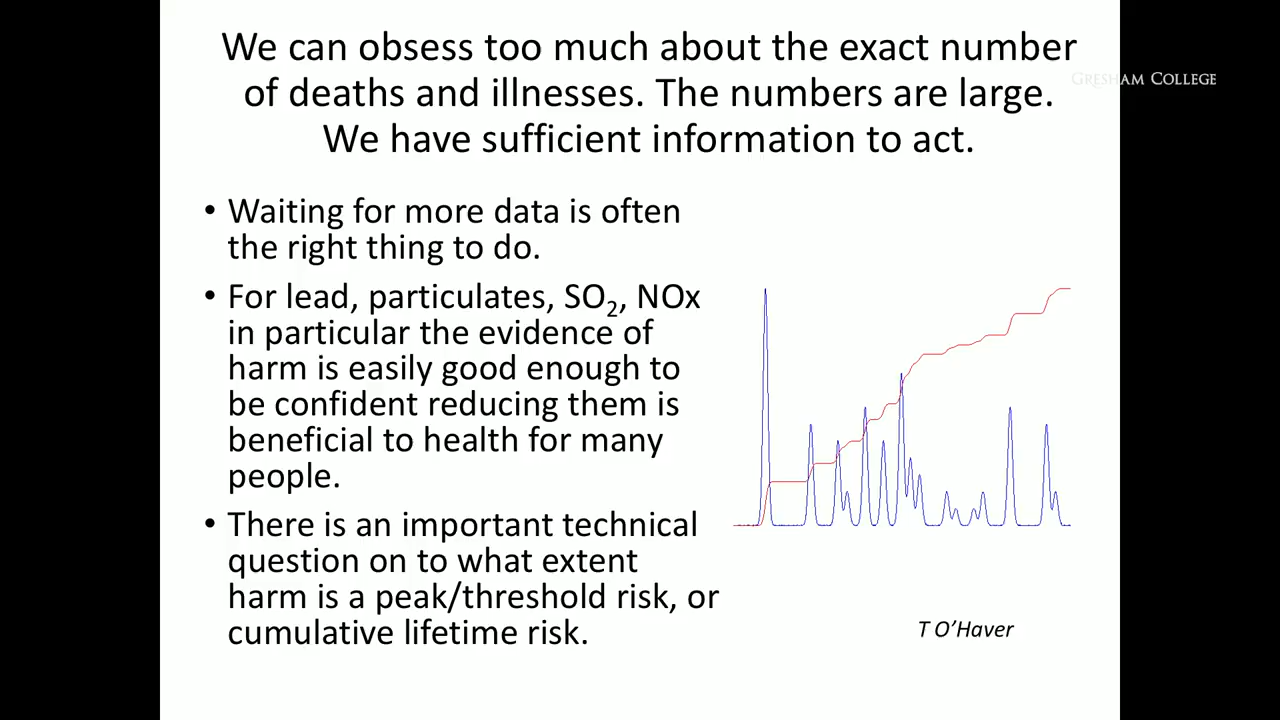 We can obsess too much about the exact number
of deaths and illnesses. The numbers are large.
We have sufficient information to act.
GRESHAM COLLEGE
• Waiting for more data is often
the right thing to do.
• For lead, particulates, SO₂, NOx
in particular the evidence of
harm is easily good enough to
be confident reducing them is
beneficial to health for many
people.
• There is an important technical
question on to what extent
harm is a peak/threshold risk, or
cumulative lifetime risk.
T O’Haver